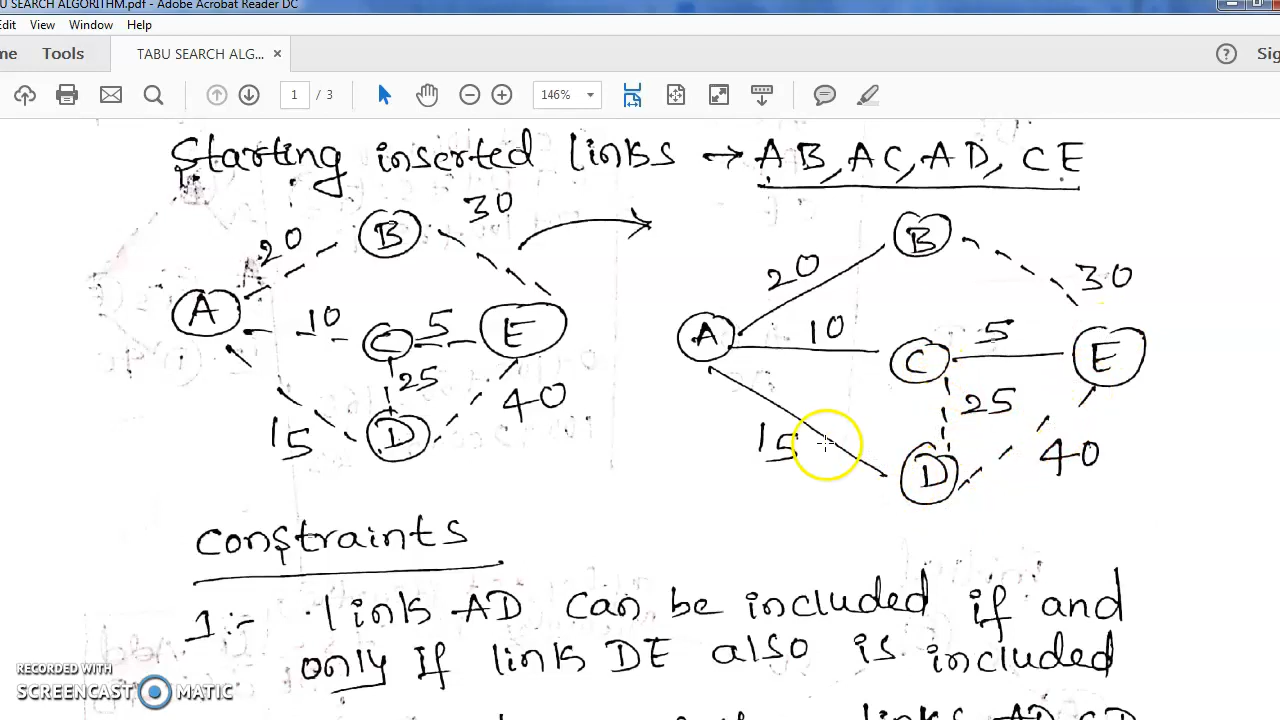 BU SEARCH ALGORITHM.pdf - Adobe Acrobat Reader DC
Edit View Window Help
me Tools TABU SEARCH ALG... × ? Sig
1 / 3 146%
Starting inserted links → AB, AC, AD, CE
20 B 30
A 10 C 5 E
25
15 D 40
20 B 30
A 10 C 5 E
25
15 D 40
constraints
1:- links AD can be included if and
only If links DE also is included
RECORDED WITH
SCREENCAST MATIC